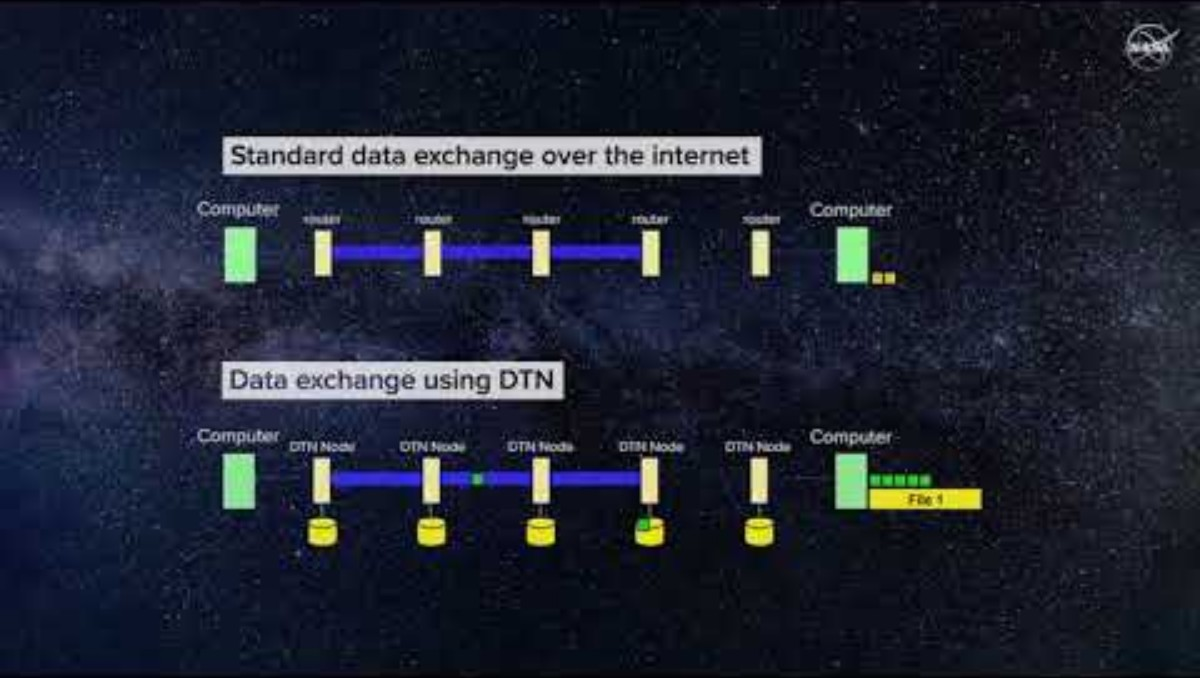 NASA
Standard data exchange over the internet
Computer router router router router router Computer
Data exchange using DTN
Computer DTN Node DTN Node DTN Node DTN Node DTN Node Computer
File 1